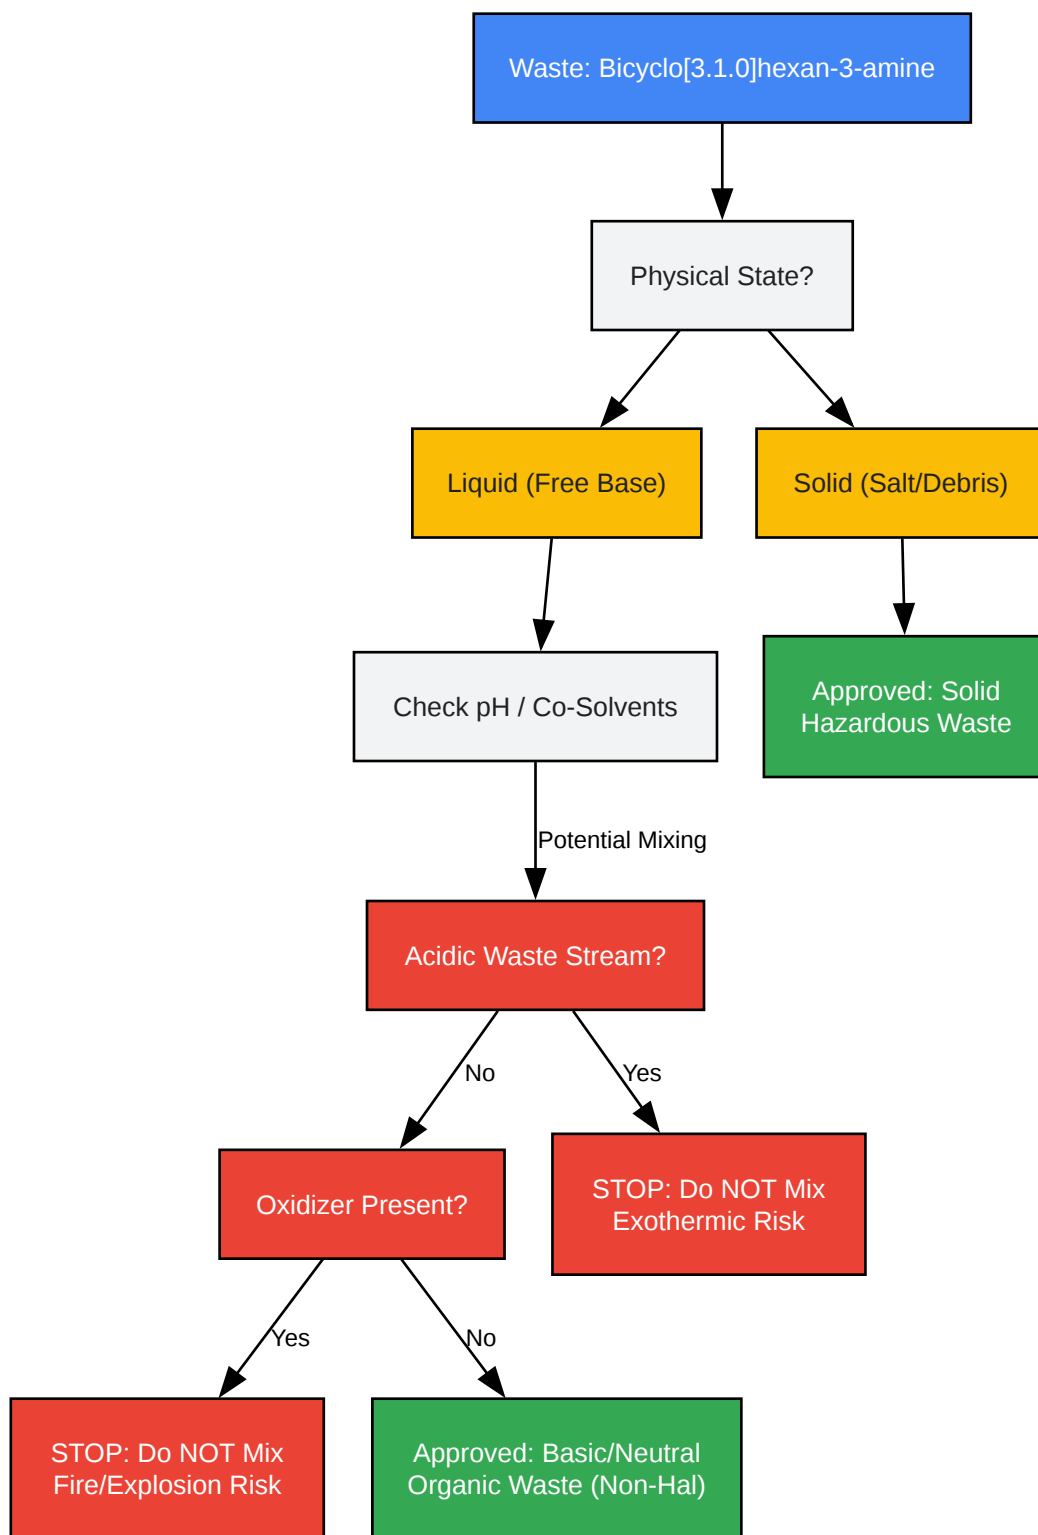 Waste: Bicyclo[3.1.0]hexan-3-amine
Physical State?
Liquid (Free Base)
Solid (Salt/Debris)
Check pH / Co-Solvents
Approved: Solid
Hazardous Waste
Potential Mixing
Acidic Waste Stream?
No
Yes
Oxidizer Present?
STOP: Do NOT Mix
Exothermic Risk
Yes
No
STOP: Do NOT Mix
Fire/Explosion Risk
Approved: Basic/Neutral
Organic Waste (Non-Hal)